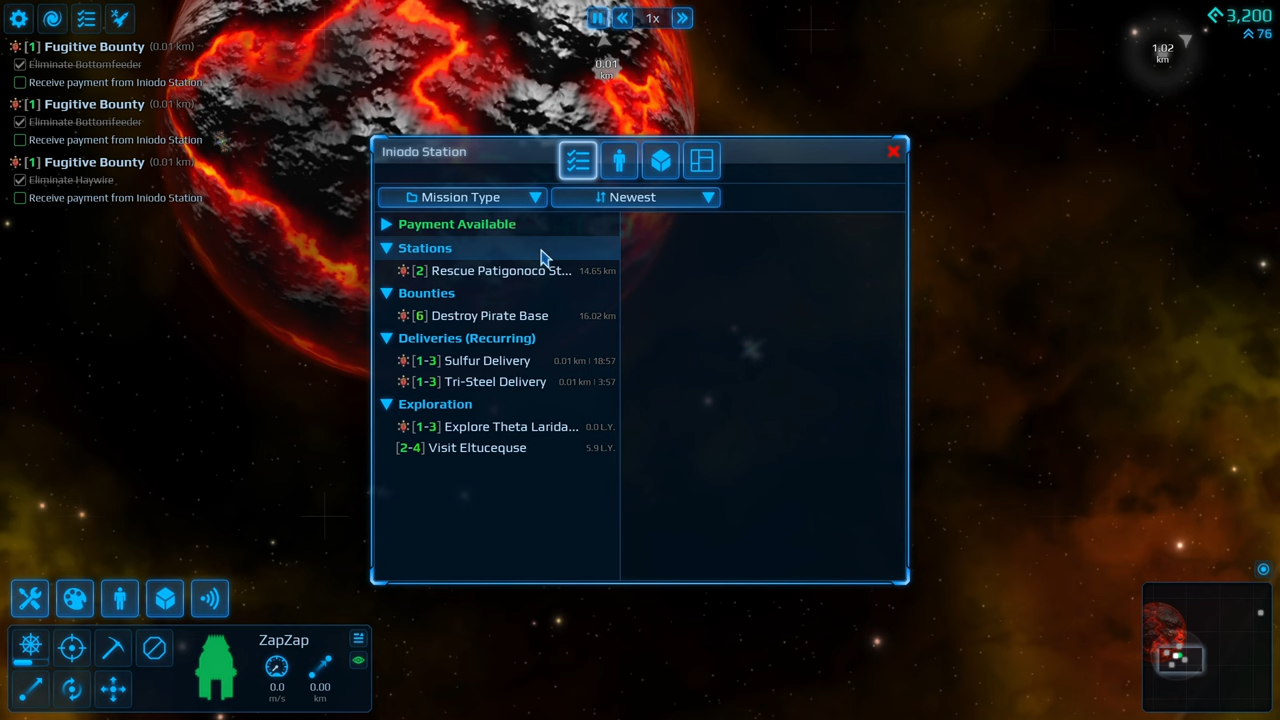 1x
3,200
76
[1] Fugitive Bounty (0.01 km)
Eliminate Bottomfeeder
Receive payment from Iniodo Station
[1] Fugitive Bounty (0.01 km)
Eliminate Bottomfeeder
Receive payment from Iniodo Station
[1] Fugitive Bounty (0.01 km)
Eliminate Haywire
Receive payment from Iniodo Station
0.01
km
1.02
km
Iniodo Station
Mission Type
Newest
Payment Available
Stations
[2] Rescue Patigonoco St... 14.65 km
Bounties
[6] Destroy Pirate Base 16.02 km
Deliveries (Recurring)
[1-3] Sulfur Delivery 0.01 km | 18:57
[1-3] Tri-Steel Delivery 0.01 km | 3:57
Exploration
[1-3] Explore Theta Larida... 0.0 L.Y.
[2-4] Visit Eltucequse 5.9 L.Y.
ZapZap
0.0
m/s
0.00
km